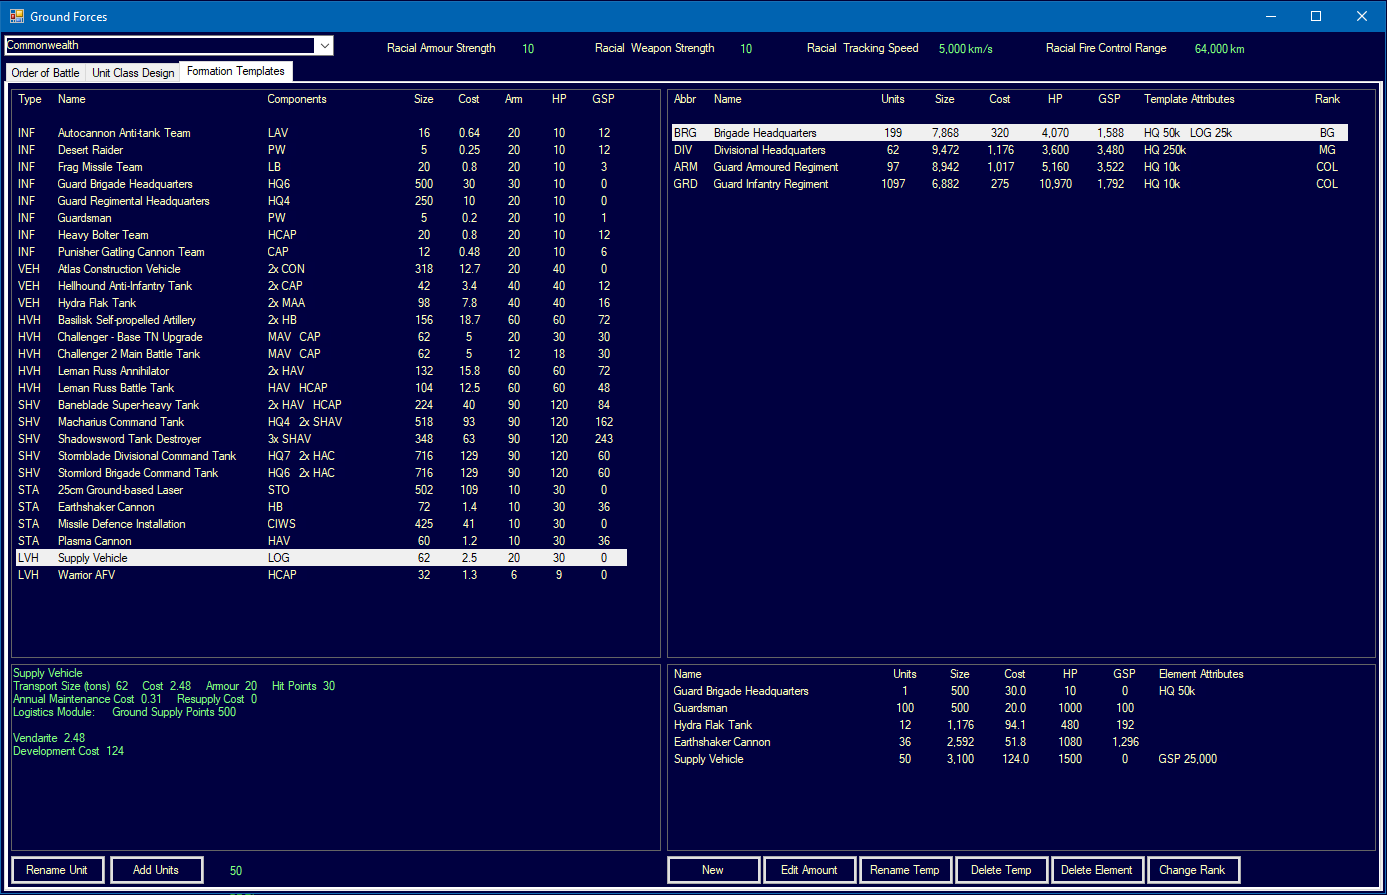 Ground Forces
Commonwealth Racial Armour Strength 10 Racial Weapon Strength 10 Racial Tracking Speed 5,000 km/s Racial Fire Control Range 64,000 km
Order of Battle Unit Class Design Formation Templates
Type Name Components Size Cost Arm HP GSP
INF Autocannon Anti-tank Team LAV 16 0.64 20 10 12
INF Desert Raider PW 5 0.25 20 10 12
INF Frag Missile Team LB 20 0.8 20 10 3
INF Guard Brigade Headquarters HQ6 500 30 30 10 0
INF Guard Regimental Headquarters HQ4 250 10 20 10 0
INF Guardsman PW 5 0.2 20 10 1
INF Heavy Bolter Team HCAP 20 0.8 20 10 12
INF Punisher Gatling Cannon Team CAP 12 0.48 20 10 6
VEH Atlas Construction Vehicle 2x CON 318 12.7 20 40 0
VEH Hellhound Anti-Infantry Tank 2x CAP 42 3.4 40 40 12
VEH Hydra Flak Tank 2x MAA 98 7.8 40 40 16
HVH Basilisk Self-propelled Artillery 2x HB 156 18.7 60 60 72
HVH Challenger - Base TN Upgrade MAV CAP 62 5 20 30 30
HVH Challenger 2 Main Battle Tank MAV CAP 62 5 12 18 30
HVH Leman Russ Annihilator 2x HAV 132 15.8 60 60 72
HVH Leman Russ Battle Tank HAV HCAP 104 12.5 60 60 48
SHV Baneblade Super-heavy Tank 2x HAV HCAP 224 40 90 120 84
SHV Macharius Command Tank HQ4 2x SHAV 518 93 90 120 162
SHV Shadowsword Tank Destroyer 3x SHAV 348 63 90 120 243
SHV Stormblade Divisional Command Tank HQ7 2x HAC 716 129 90 120 60
SHV Stormlord Brigade Command Tank HQ6 2x HAC 716 129 90 120 60
STA 25cm Ground-based Laser STO 502 109 10 30 0
STA Earthshaker Cannon HB 72 1.4 10 30 36
STA Missile Defence Installation CIWS 425 41 10 30 0
STA Plasma Cannon HAV 60 1.2 10 30 36
LVH Supply Vehicle LOG 62 2.5 20 30 0
LVH Warrior AFV HCAP 32 1.3 6 9 0
Abbr Name Units Size Cost HP GSP Template Attributes Rank
BRG Brigade Headquarters 199 7,868 320 4,070 1,588 HQ 50k LOG 25k BG
DIV Divisional Headquarters 62 9,472 1,176 3,600 3,480 HQ 250k MG
ARM Guard Armoured Regiment 97 8,942 1,017 5,160 3,522 HQ 10k COL
GRD Guard Infantry Regiment 1097 6,882 275 10,970 1,792 HQ 10k COL
Supply Vehicle
Transport Size (tons) 62 Cost 2.48 Armour 20 Hit Points 30
Annual Maintenance Cost 0.31 Resupply Cost 0
Logistics Module: Ground Supply Points 500
Vendarite 2.48
Development Cost 124
Name Units Size Cost HP GSP Element Attributes
Guard Brigade Headquarters 1 500 30.0 10 0 HQ 50k
Guardsman 100 500 20.0 1000 100
Hydra Flak Tank 12 1,176 94.1 480 192
Earthshaker Cannon 36 2,592 51.8 1080 1,296
Supply Vehicle 50 3,100 124.0 1500 0 GSP 25,000
Rename Unit Add Units 50 New Edit Amount Rename Temp Delete Temp Delete Element Change Rank